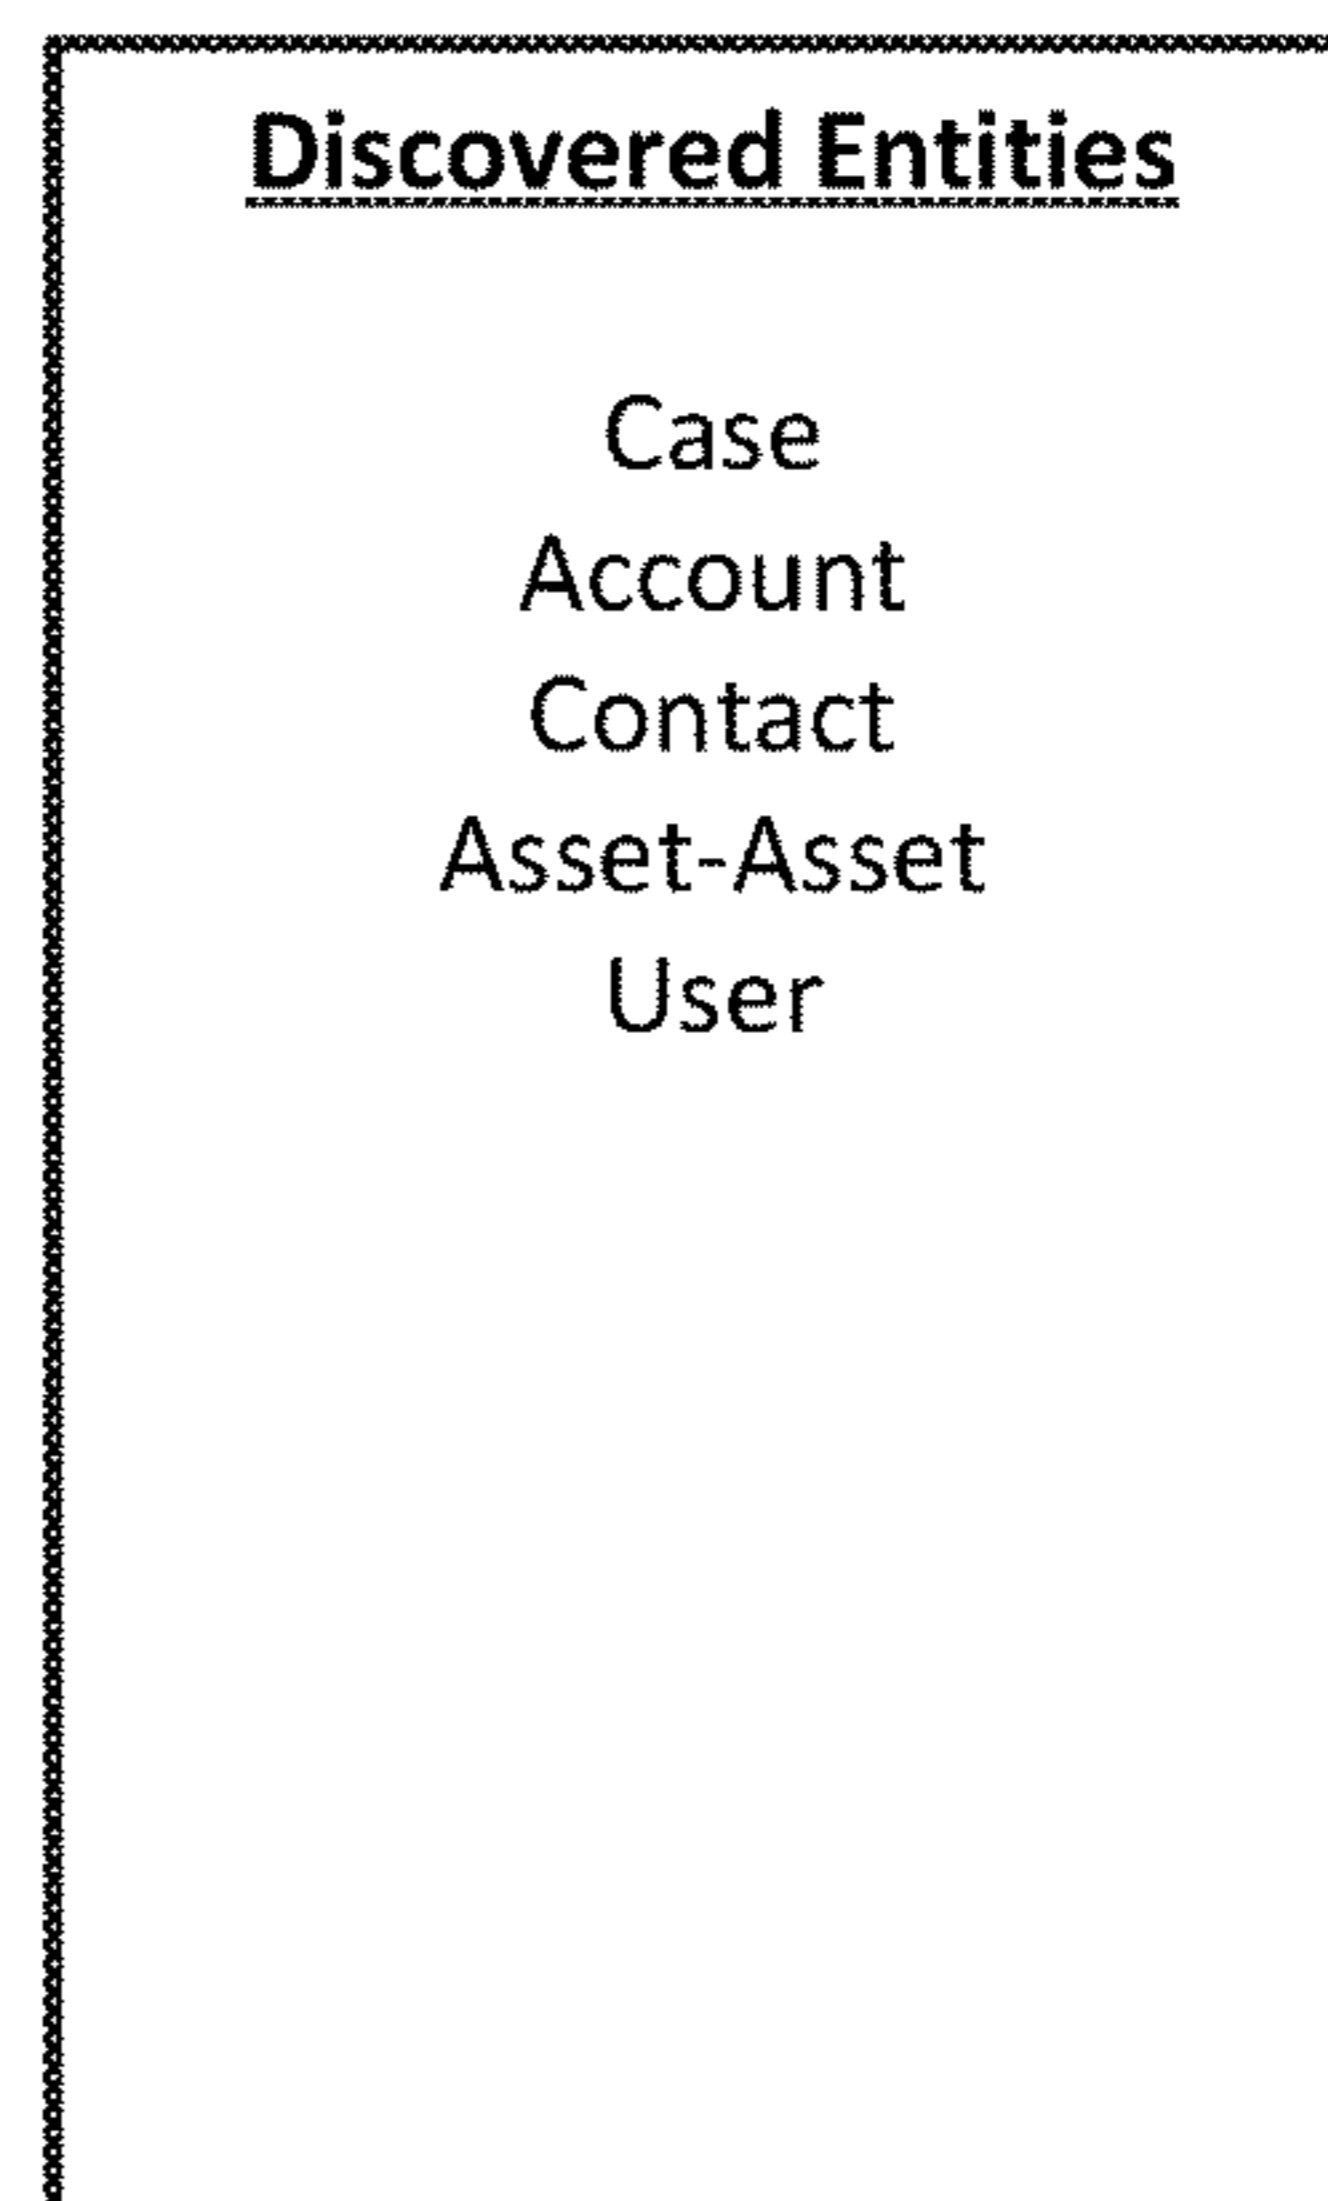 Discovered Entities
Case
Account
Contact
Asset-Asset
User